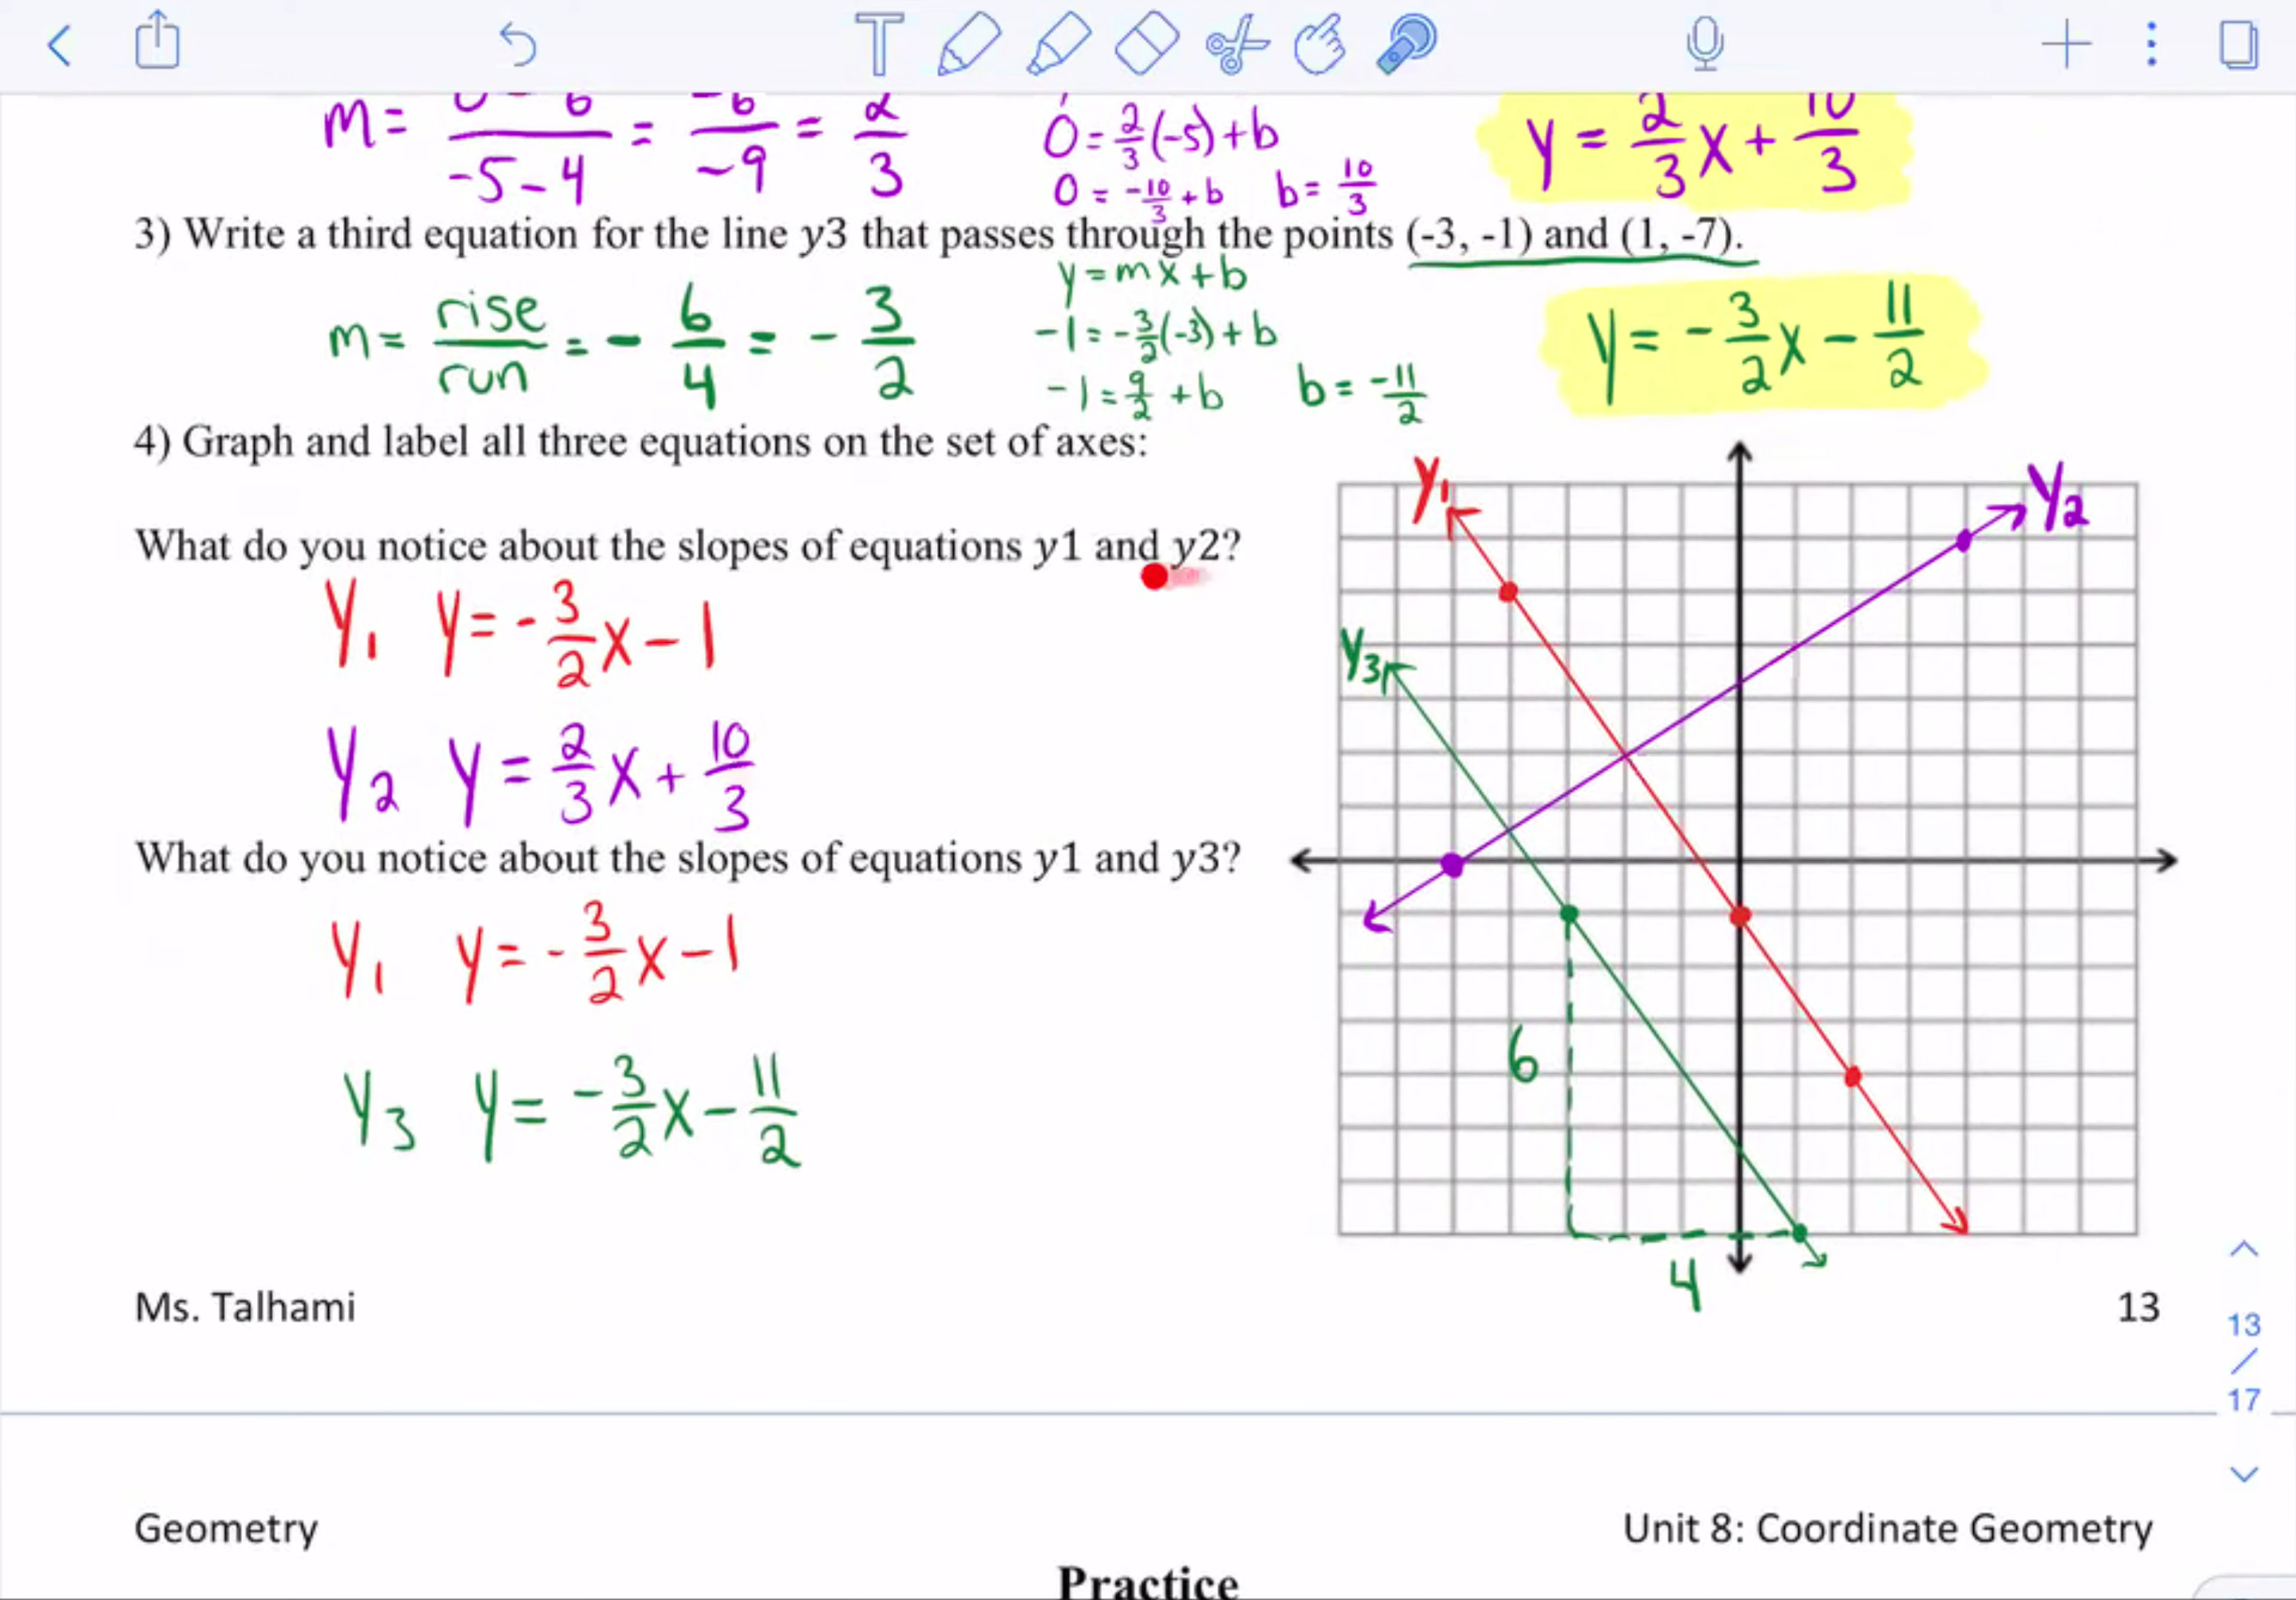 m = 0-6/-5-4 = -6/-9 = 2/3
0 = 2/3(-5) + b
0 = -10/3 + b b = 10/3
y = 2/3x + 10/3
3) Write a third equation for the line y3 that passes through the points (-3, -1) and (1, -7).
m = rise/run = - 6/4 = - 3/2
y = mx + b
-1 = -3/2(-3) + b
-1 = 9/2 + b b = -11/2
y = -3/2x - 11/2
4) Graph and label all three equations on the set of axes:
What do you notice about the slopes of equations y1 and y2?
y1 y = -3/2x - 1
y2 y = 2/3x + 10/3
What do you notice about the slopes of equations y1 and y3?
y1 y = -3/2x - 1
y3 y = -3/2x - 11/2
y1
y2
y3
6
4
Ms. Talhami
13
13
/
17
Geometry
Unit 8: Coordinate Geometry
Practice